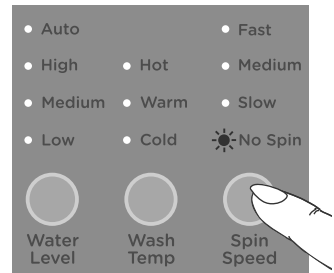 Auto
Fast
High
Hot
Medium
Medium
Warm
Slow
Low
Cold
No Spin
Water
Level
Wash
Temp
Spin
Speed